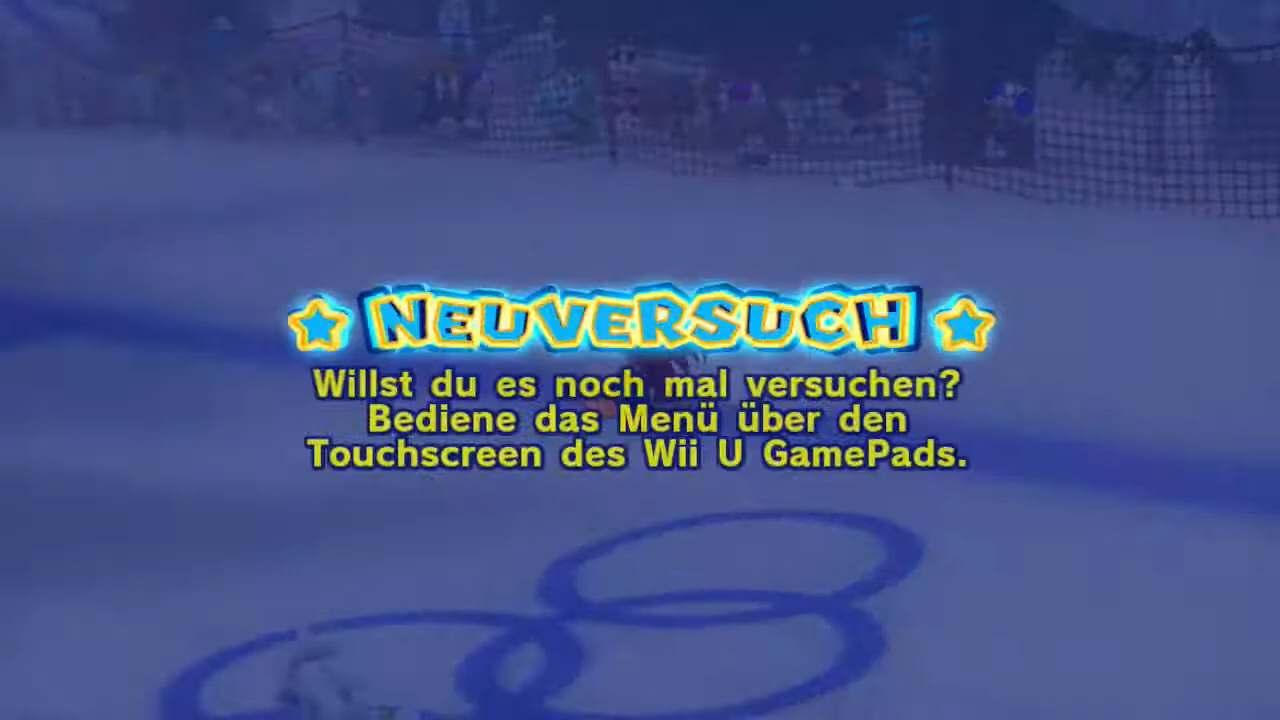 NEUVERSUCH
Willst du es noch mal versuchen?
Bediene das Menü über den
Touchscreen des Wii U GamePads.